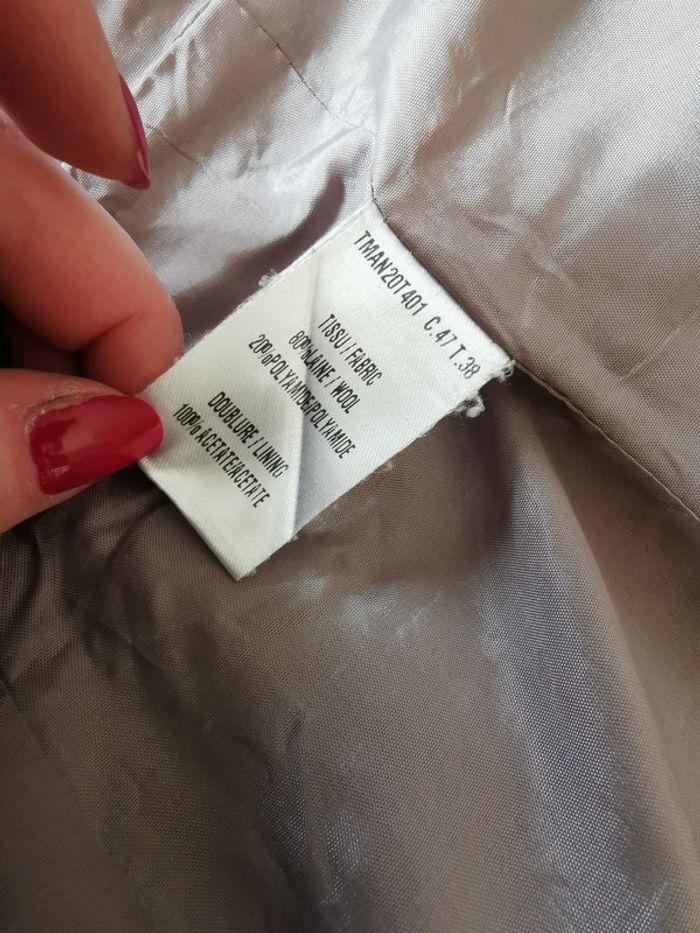 TMAN20T401 C.47 T.38
TISSU / FABRIC
80%LAINE / WOOL
20%POLYAMIDE/POLYAMIDE
DOUBLURE / LINING
100% ACETATE/ACETATE